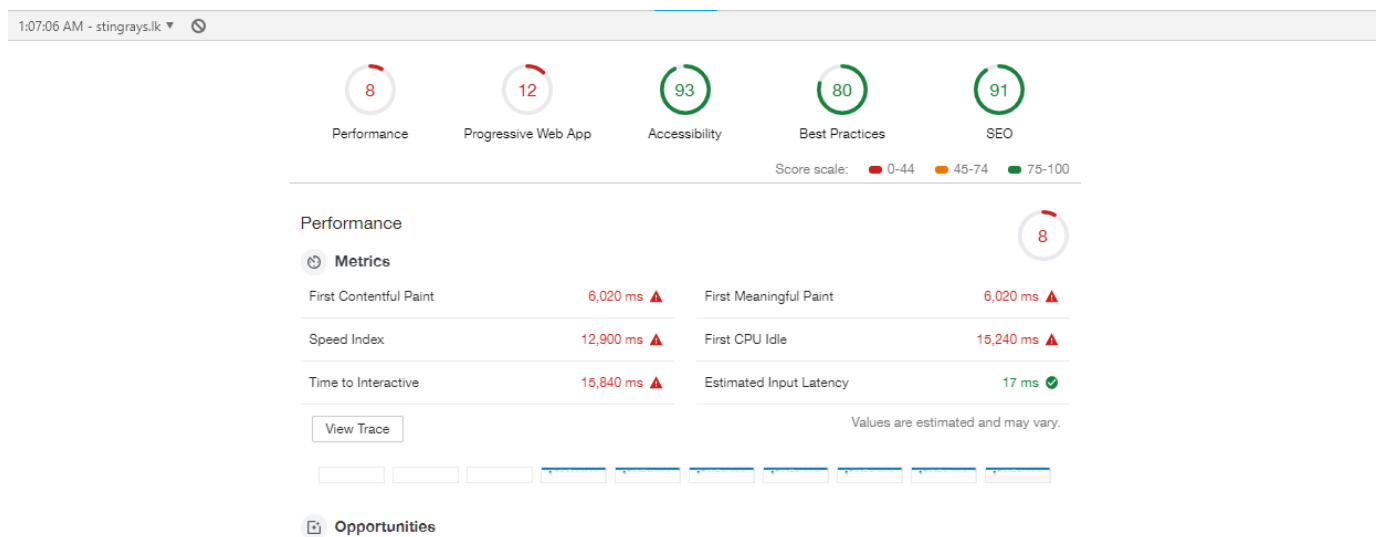 1:07:06 AM - stingrays.lk ▼
8 12 93 80 91
Performance Progressive Web App Accessibility Best Practices SEO
Score scale: 0-44 45-74 75-100
Performance 8
Metrics
First Contentful Paint 6,020 ms First Meaningful Paint 6,020 ms
Speed Index 12,900 ms First CPU Idle 15,240 ms
Time to Interactive 15,840 ms Estimated Input Latency 17 ms
View Trace Values are estimated and may vary.
Opportunities